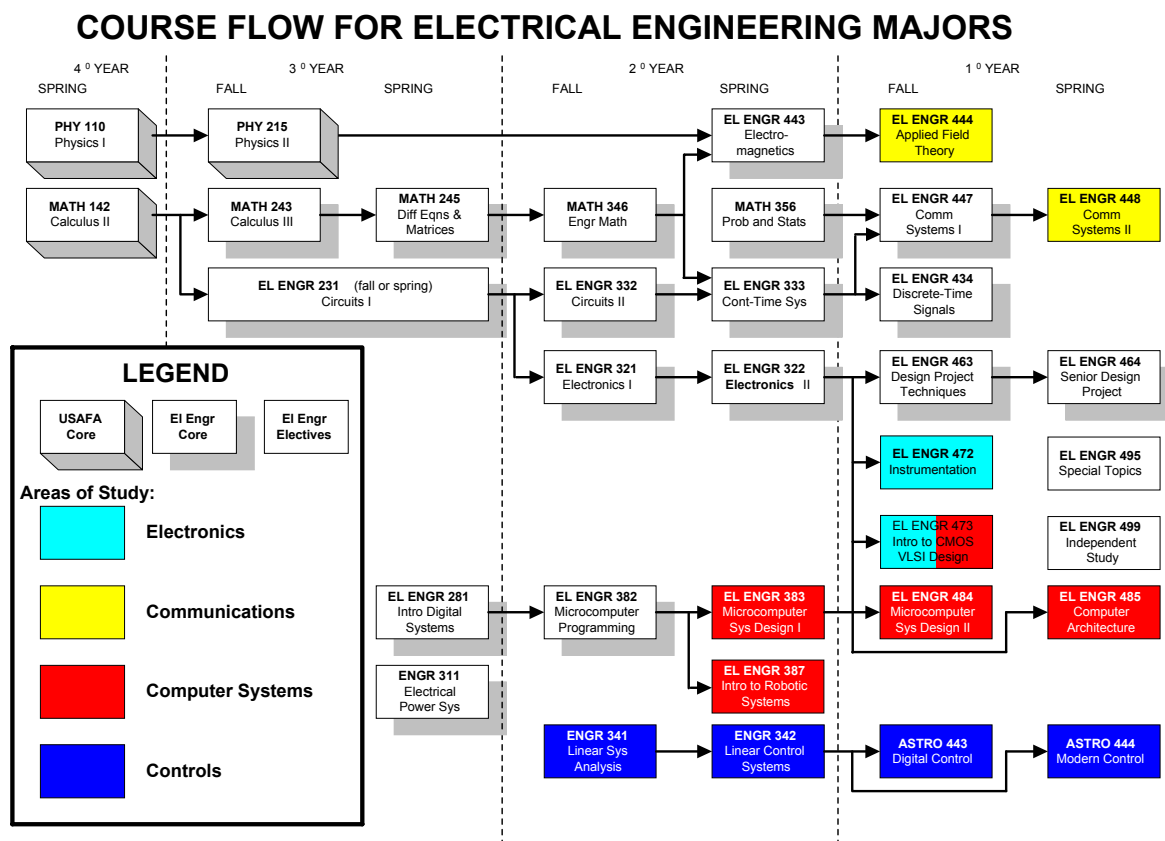 COURSE FLOW FOR ELECTRICAL ENGINEERING MAJORS
4 º YEAR
3 º YEAR
2 º YEAR
1 º YEAR
SPRING
FALL
SPRING
FALL
SPRING
FALL
SPRING
PHY 110
Physics I
PHY 215
Physics II
EL ENGR 443
Electro-
magnetics
EL ENGR 444
Applied Field
Theory
MATH 142
Calculus II
MATH 243
Calculus III
MATH 245
Diff Eqns &
Matrices
MATH 346
Engr Math
MATH 356
Prob and Stats
EL ENGR 447
Comm
Systems I
EL ENGR 448
Comm
Systems II
EL ENGR 231 (fall or spring)
Circuits I
EL ENGR 332
Circuits II
EL ENGR 333
Cont-Time Sys
EL ENGR 434
Discrete-Time
Signals
EL ENGR 321
Electronics I
EL ENGR 322
Electronics II
EL ENGR 463
Design Project
Techniques
EL ENGR 464
Senior Design
Project
EL ENGR 472
Instrumentation
EL ENGR 495
Special Topics
EL ENGR 473
Intro to CMOS
VLSI Design
EL ENGR 499
Independent
Study
EL ENGR 281
Intro Digital
Systems
EL ENGR 382
Microcomputer
Programming
EL ENGR 383
Microcomputer
Sys Design I
EL ENGR 484
Microcomputer
Sys Design II
EL ENGR 485
Computer
Architecture
ENGR 311
Electrical
Power Sys
EL ENGR 387
Intro to Robotic
Systems
ENGR 341
Linear Sys
Analysis
ENGR 342
Linear Control
Systems
ASTRO 443
Digital Control
ASTRO 444
Modern Control
LEGEND
USAFA
Core
El Engr
Core
El Engr
Electives
Areas of Study:
Electronics
Communications
Computer Systems
Controls